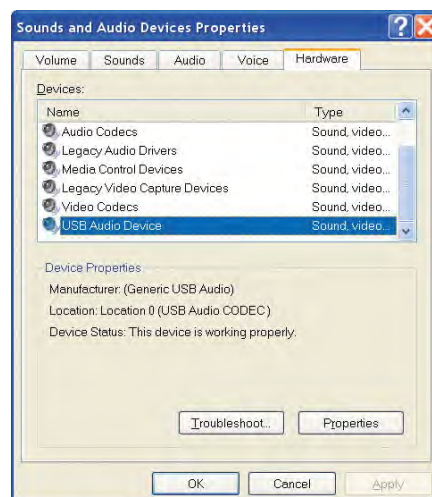 Sounds and Audio Devices Properties
Volume Sounds Audio Voice Hardware
Devices:
Name Type
Audio Codecs Sound, video...
Legacy Audio Drivers Sound, video...
Media Control Devices Sound, video...
Legacy Video Capture Devices Sound, video...
Video Codecs Sound, video...
USB Audio Device Sound, video...
Device Properties
Manufacturer: (Generic USB Audio)
Location: Location 0 (USB Audio CODEC)
Device Status: This device is working properly.
Troubleshoot... Properties
OK Cancel Apply